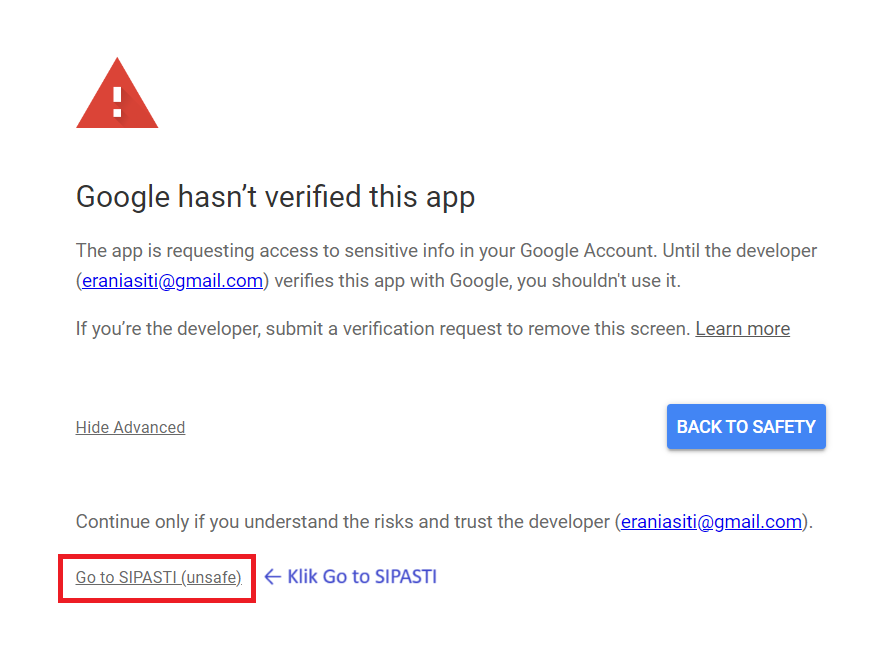 Google hasn’t verified this app
The app is requesting access to sensitive info in your Google Account. Until the developer
(eraniasiti@gmail.com) verifies this app with Google, you shouldn't use it.
If you’re the developer, submit a verification request to remove this screen. Learn more
Hide Advanced
BACK TO SAFETY
Continue only if you understand the risks and trust the developer (eraniasiti@gmail.com).
Go to SIPASTI (unsafe) ← Klik Go to SIPASTI